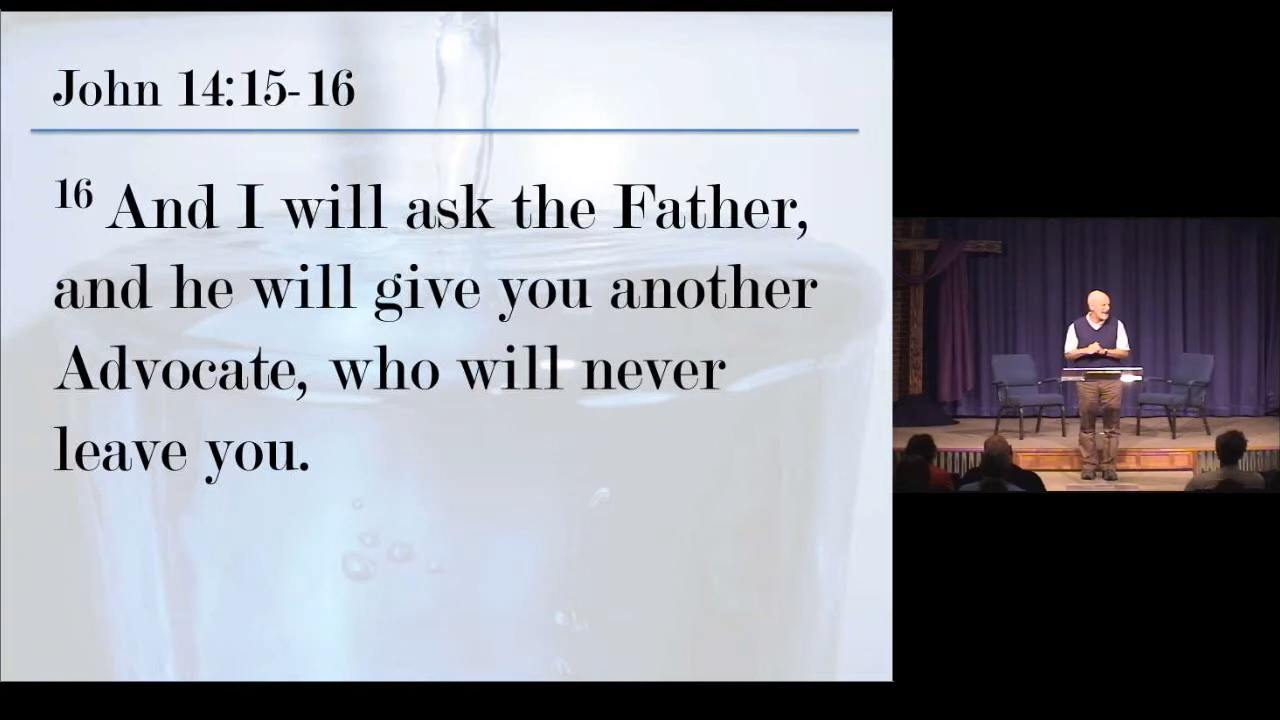 John 14:15-16
16 And I will ask the Father,
and he will give you another
Advocate, who will never
leave you.